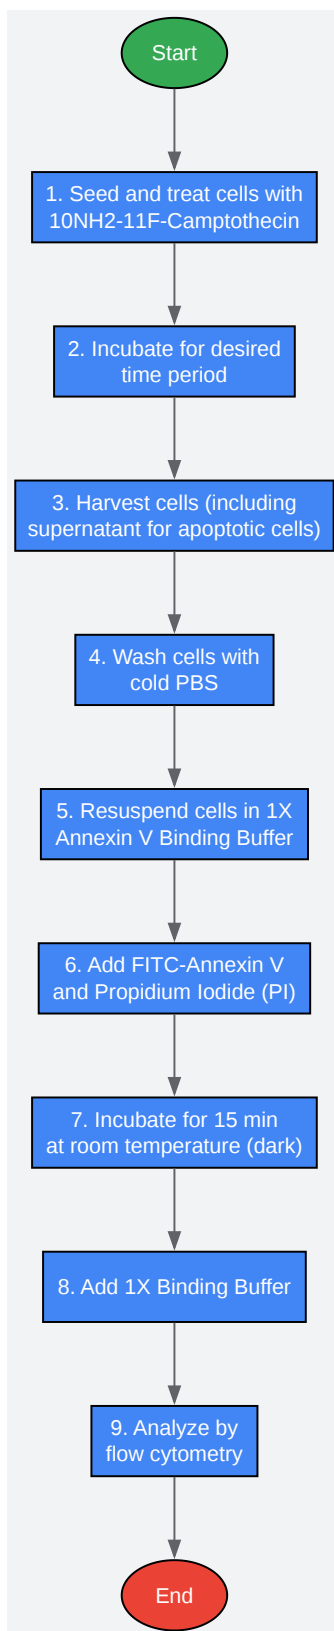 Start
1. Seed and treat cells with
10NH2-11F-Camptothecin
2. Incubate for desired
time period
3. Harvest cells (including
supernatant for apoptotic cells)
4. Wash cells with
cold PBS
5. Resuspend cells in 1X
Annexin V Binding Buffer
6. Add FITC-Annexin V
and Propidium Iodide (PI)
7. Incubate for 15 min
at room temperature (dark)
8. Add 1X Binding Buffer
9. Analyze by
flow cytometry
End